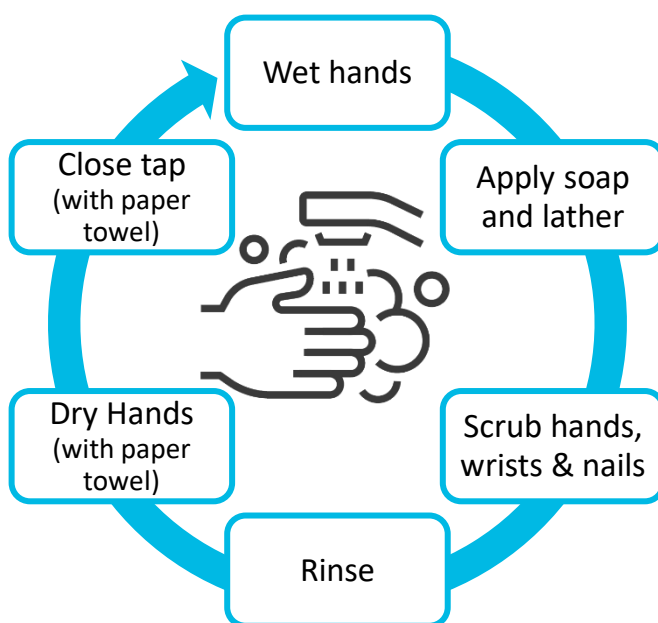 Wet hands
Apply soap
and lather
Scrub hands,
wrists & nails
Rinse
Dry Hands
(with paper
towel)
Close tap
(with paper
towel)